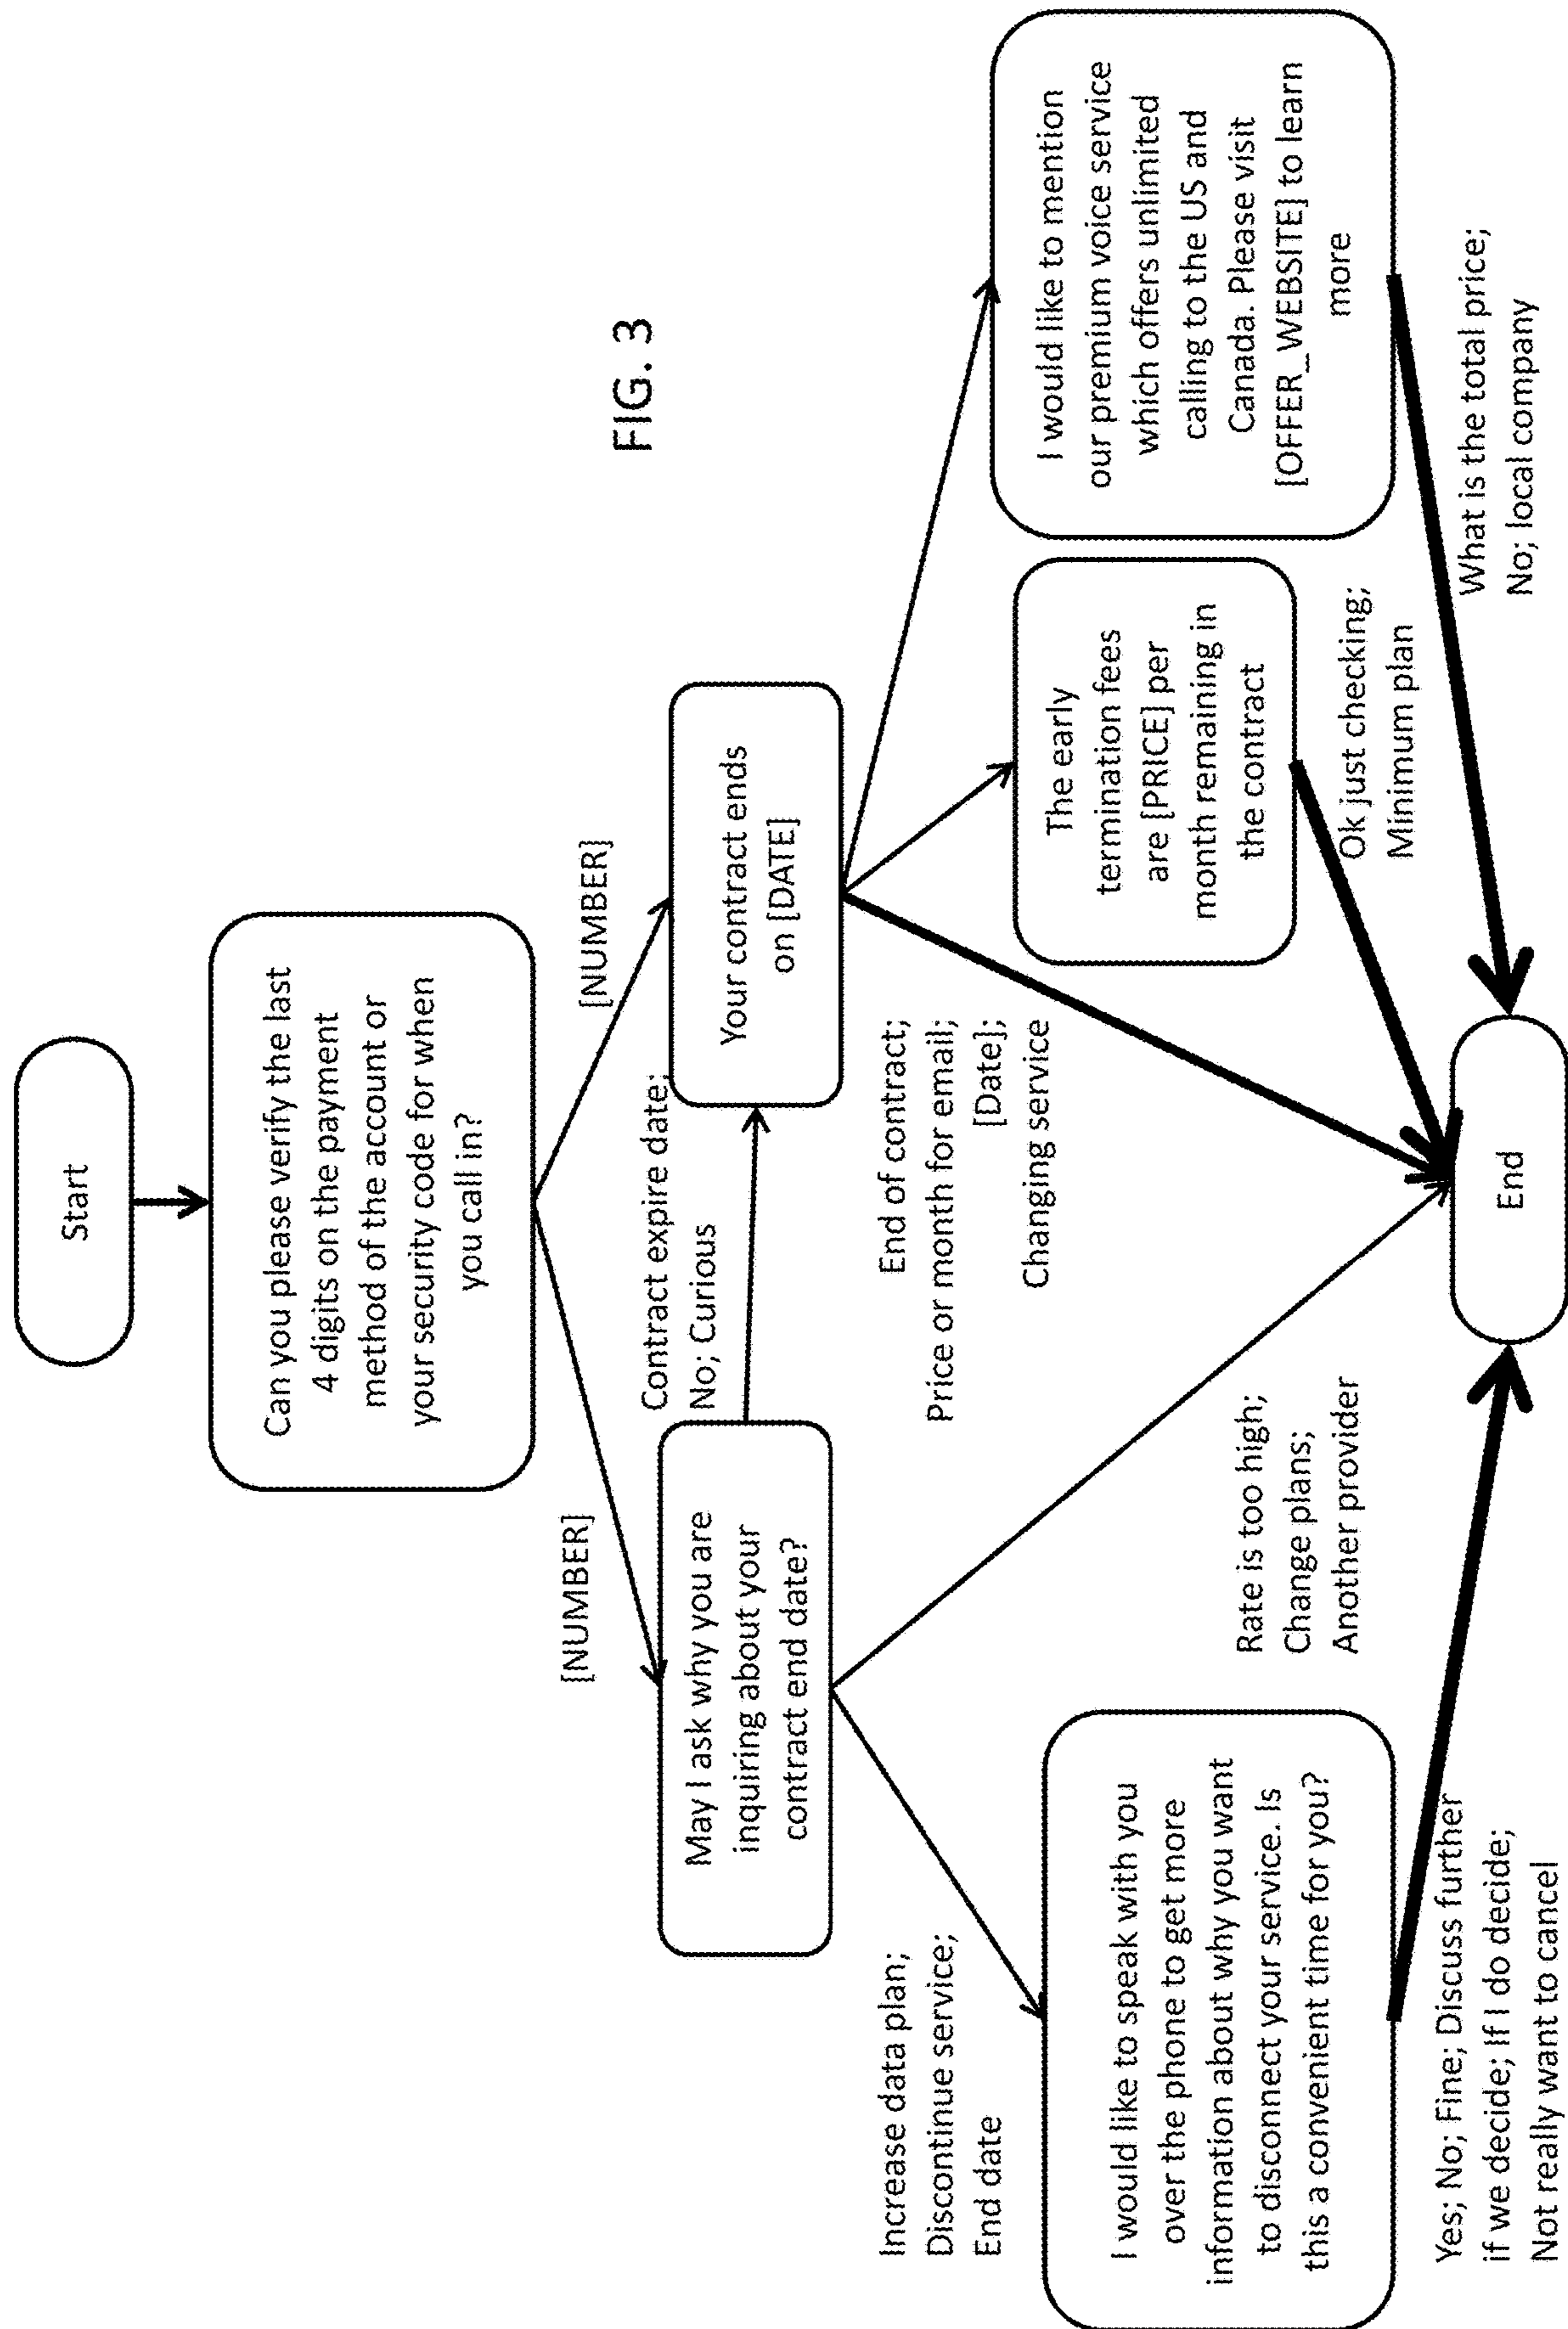 Start
Can you please verify the last
4 digits on the payment
method of the account or
your security code for when
you call in?
[NUMBER]
[NUMBER]
FIG. 3
May I ask why you are
inquiring about your
contract end date?
Contract expire date;
No; Curious
Your contract ends
on [DATE]
Increase data plan;
Discontinue service;
End date
End of contract;
Price or month for email;
[Date];
Changing service
I would like to speak with you
over the phone to get more
information about why you want
to disconnect your service. Is
this a convenient time for you?
Rate is too high;
Change plans;
Another provider
The early
termination fees
are [PRICE] per
month remaining in
the contract
I would like to mention
our premium voice service
which offers unlimited
calling to the US and
Canada. Please visit
[OFFER_WEBSITE] to learn
more
Ok just checking;
Minimum plan
What is the total price;
No; local company
Yes; No; Fine; Discuss further
if we decide; If I do decide;
Not really want to cancel
End